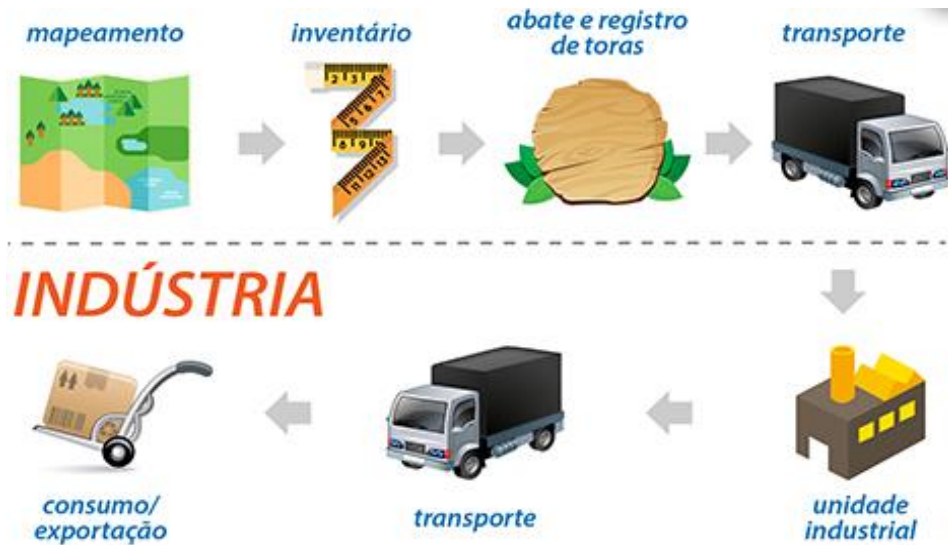 mapeamento
inventário
abate e registro
de toras
transporte
INDÚSTRIA
consumo/
exportação
transporte
unidade
industrial